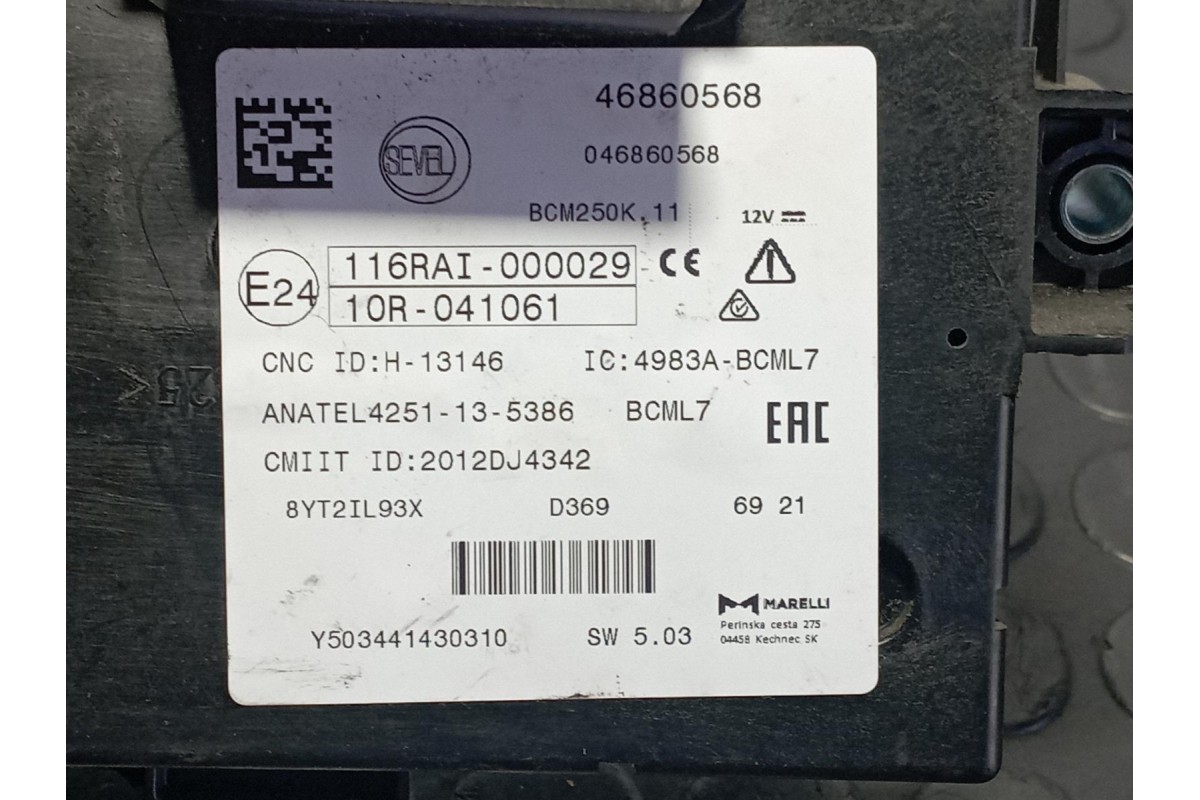 46860568
SEVEL
046860568
BCM250K.11
12V
E24
116RAI-000029
CE
10R-041061
CNC ID:H-13146 IC:4983A-BCML7
ANATEL4251-13-5386 BCML7
EAC
CMIIT ID:2012DJ4342
8YT2IL93X D369 69 21
MARELLI
Perinska cesta 275
04458 Kechnec SK
Y503441430310 SW 5.03